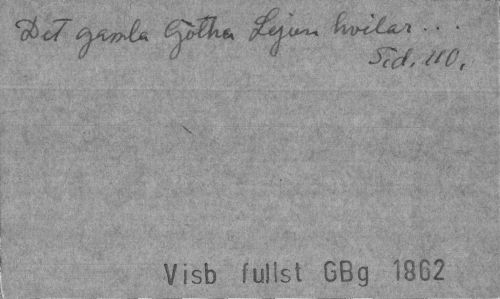 Det gamla Götha Lejon hvilar...
Sid. 110.
Visb fullst GBg 1862